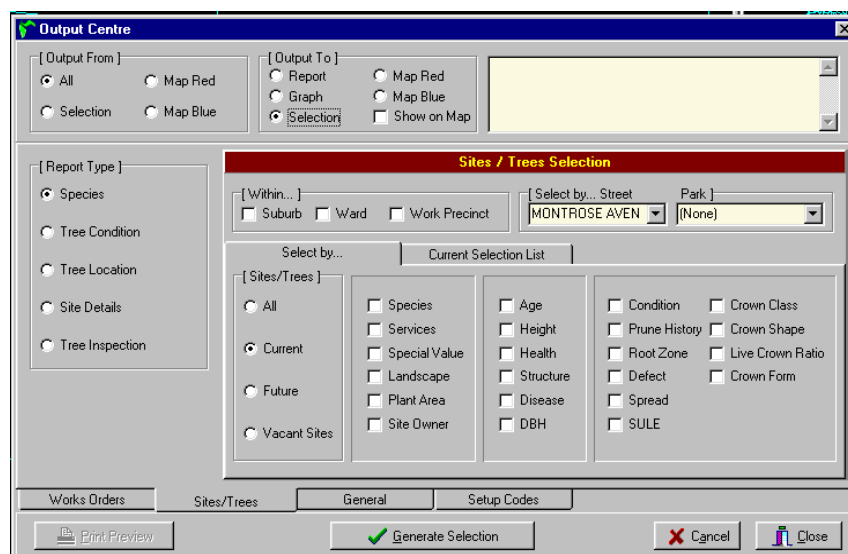 Output Centre
[ Output From ]
All
Map Red
Selection
Map Blue
[ Output To ]
Report
Map Red
Graph
Map Blue
Selection
Show on Map
[ Report Type ]
Species
Tree Condition
Tree Location
Site Details
Tree Inspection
Sites / Trees Selection
[ Within... ]
Suburb
Ward
Work Precinct
[ Select by... Street
Park ]
MONTROSE AVEN
(None)
Select by...
Current Selection List
[ Sites/Trees ]
All
Current
Future
Vacant Sites
Species
Services
Special Value
Landscape
Plant Area
Site Owner
Age
Height
Health
Structure
Disease
DBH
Condition
Prune History
Root Zone
Defect
Spread
SULE
Crown Class
Crown Shape
Live Crown Ratio
Crown Form
Works Orders
Sites/Trees
General
Setup Codes
Print Preview
Generate Selection
Cancel
Close